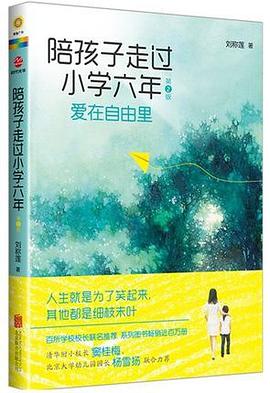 陪孩子走过
小学六年
第2版
刘称莲 著
爱在自由里
人生就是为了笑起来，
其他都是细枝末叶
百所学校校长联名推荐 系列图书畅销近百万册
清华附小校长 窦桂梅、
北京大学幼儿园园长 杨雪扬 联合力荐
陪孩子走过小学六年
刘称莲 著